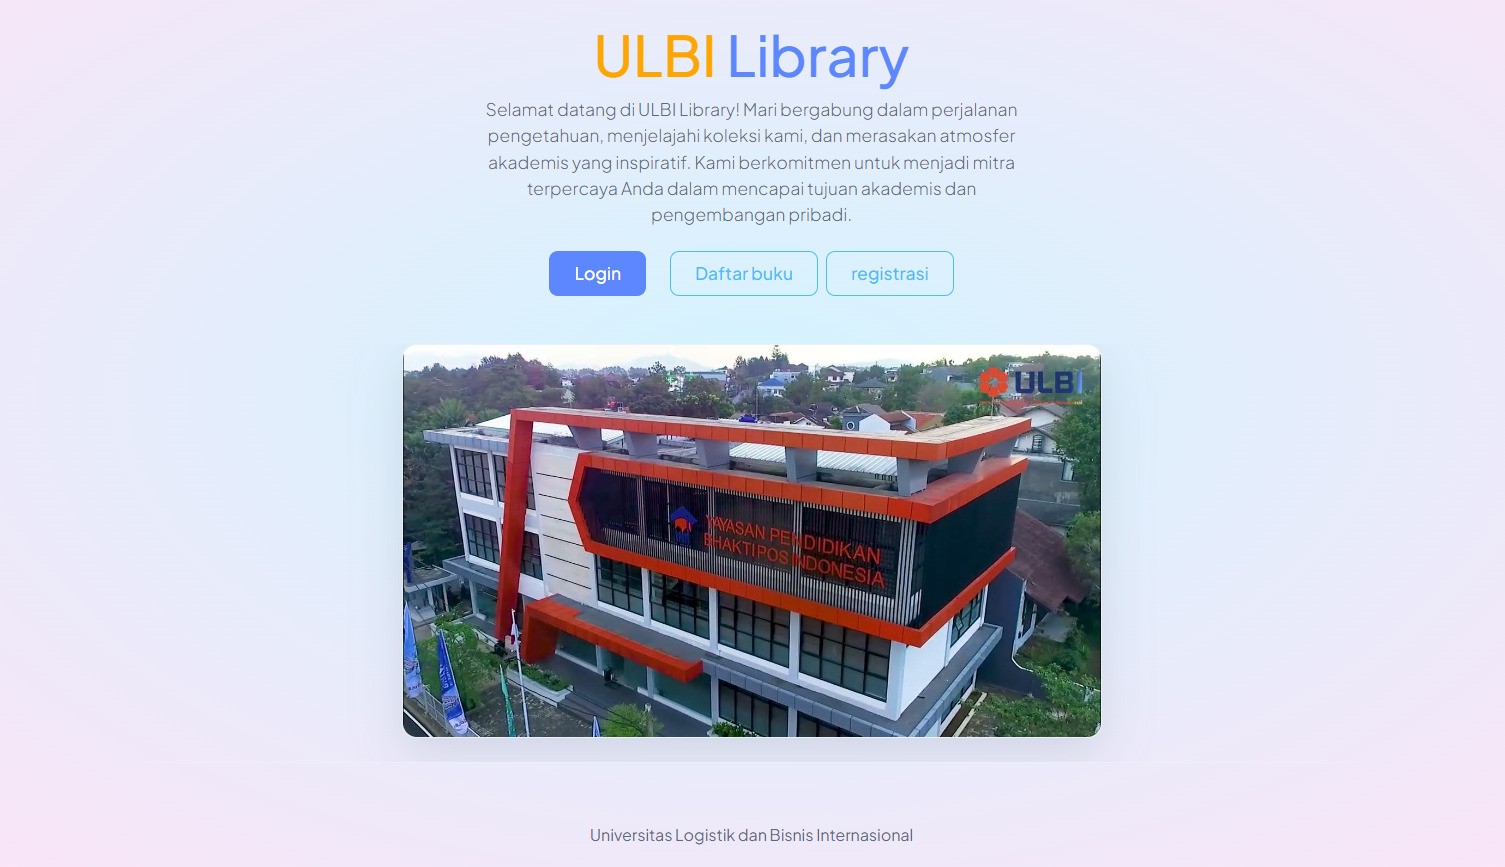 ULBI Library
Selamat datang di ULBI Library! Mari bergabung dalam perjalanan
pengetahuan, menjelajahi koleksi kami, dan merasakan atmosfer
akademis yang inspiratif. Kami berkomitmen untuk menjadi mitra
terpercaya Anda dalam mencapai tujuan akademis dan
pengembangan pribadi.
Login Daftar buku registrasi
ULBI
YAYASAN PENDIDIKAN
BHAKTI POS INDONESIA
Universitas Logistik dan Bisnis Internasional